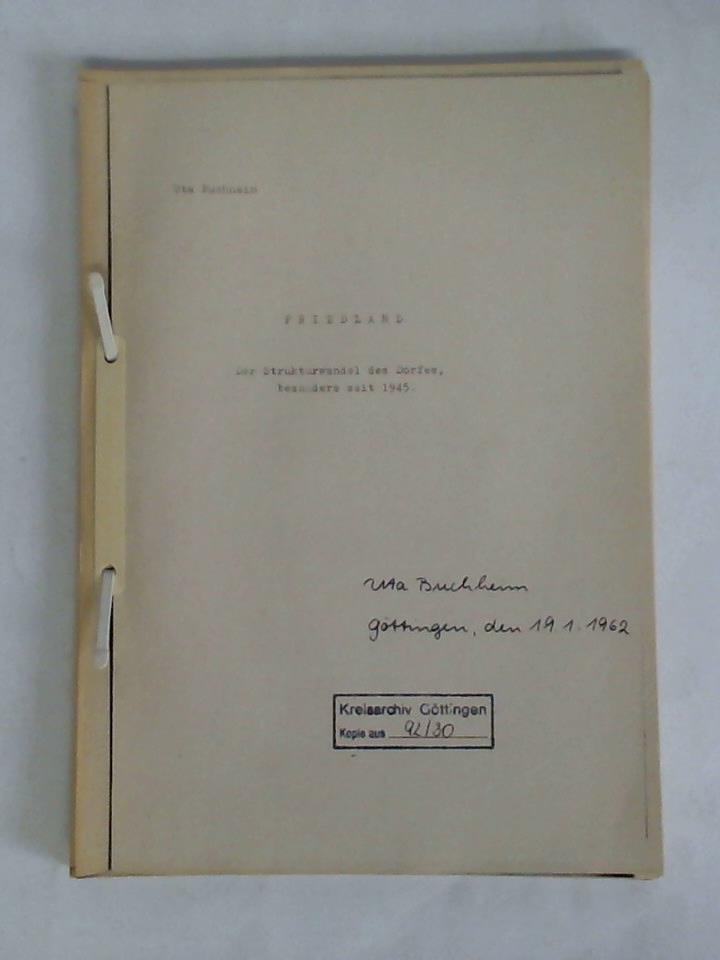 Uta Buchheim
FRIEDLAND
Der Strukturwandel des Dorfes,
besonders seit 1945.
Uta Buchheim
Göttingen, den 19.1.1962
Kreisarchiv Göttingen
Kopie aus 92/30